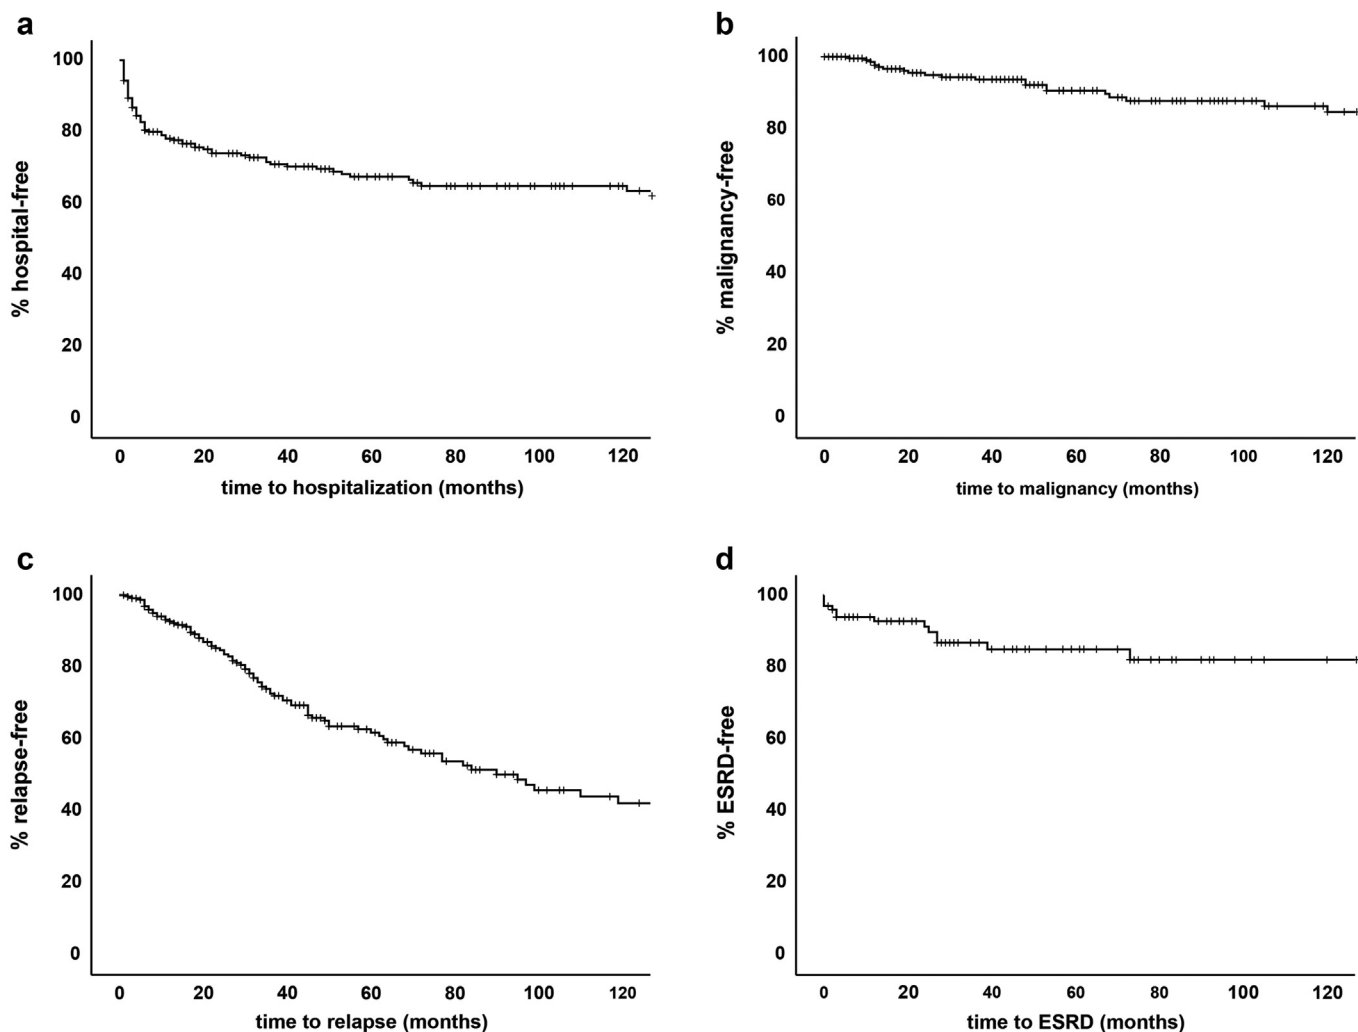 a
% hospital-free
100
80
60
40
20
0
0 20 40 60 80 100 120
time to hospitalization (months)
b
% malignancy-free
100
80
60
40
20
0
0 20 40 60 80 100 120
time to malignancy (months)
c
% relapse-free
100
80
60
40
20
0
0 20 40 60 80 100 120
time to relapse (months)
d
% ESRD-free
100
80
60
40
20
0
0 20 40 60 80 100 120
time to ESRD (months)